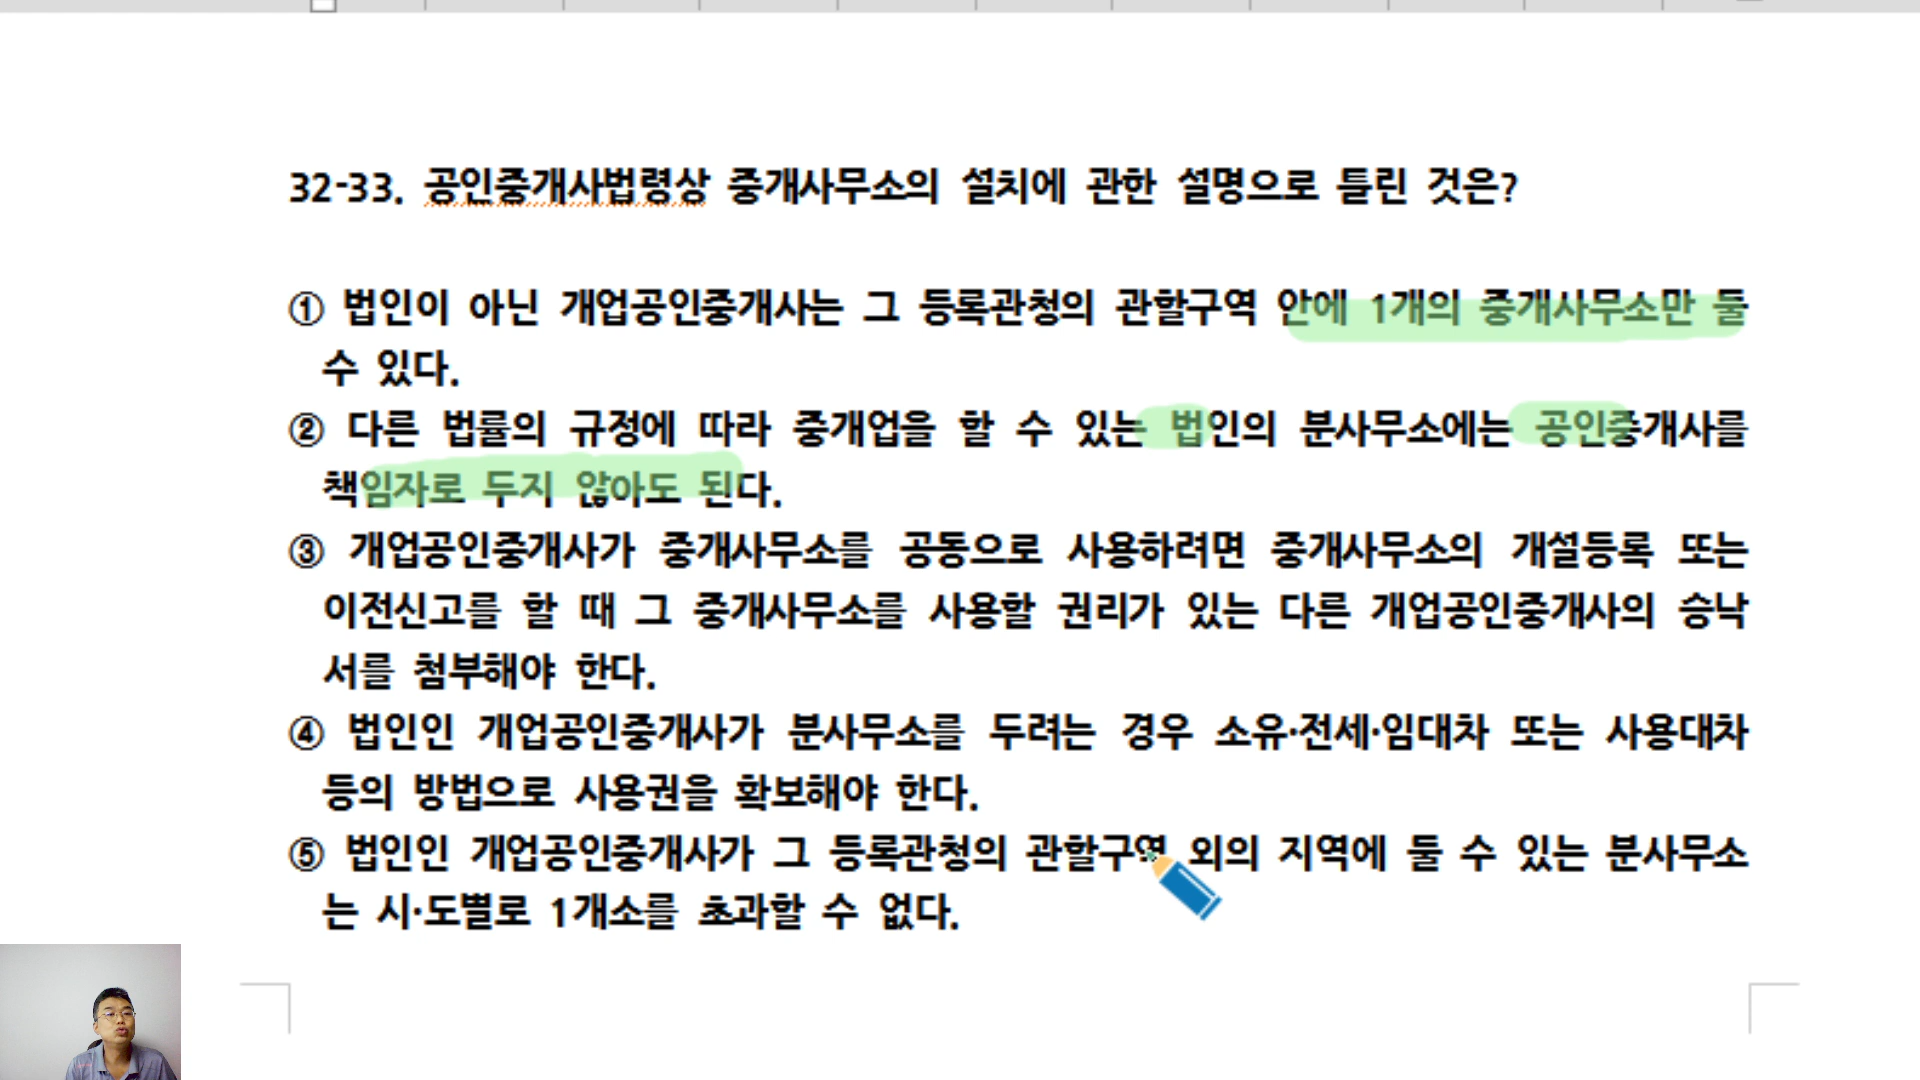 32-33. 공인중개사법령상 중개사무소의 설치에 관한 설명으로 틀린 것은?
① 법인이 아닌 개업공인중개사는 그 등록관청의 관할구역 안에 1개의 중개사무소만 둘
수 있다.
② 다른 법률의 규정에 따라 중개업을 할 수 있는 법인의 분사무소에는 공인중개사를
책임자로 두지 않아도 된다.
③ 개업공인중개사가 중개사무소를 공동으로 사용하려면 중개사무소의 개설등록 또는
이전신고를 할 때 그 중개사무소를 사용할 권리가 있는 다른 개업공인중개사의 승낙
서를 첨부해야 한다.
④ 법인인 개업공인중개사가 분사무소를 두려는 경우 소유·전세·임대차 또는 사용대차
등의 방법으로 사용권을 확보해야 한다.
⑤ 법인인 개업공인중개사가 그 등록관청의 관할구역 외의 지역에 둘 수 있는 분사무소
는 시·도별로 1개소를 초과할 수 없다.